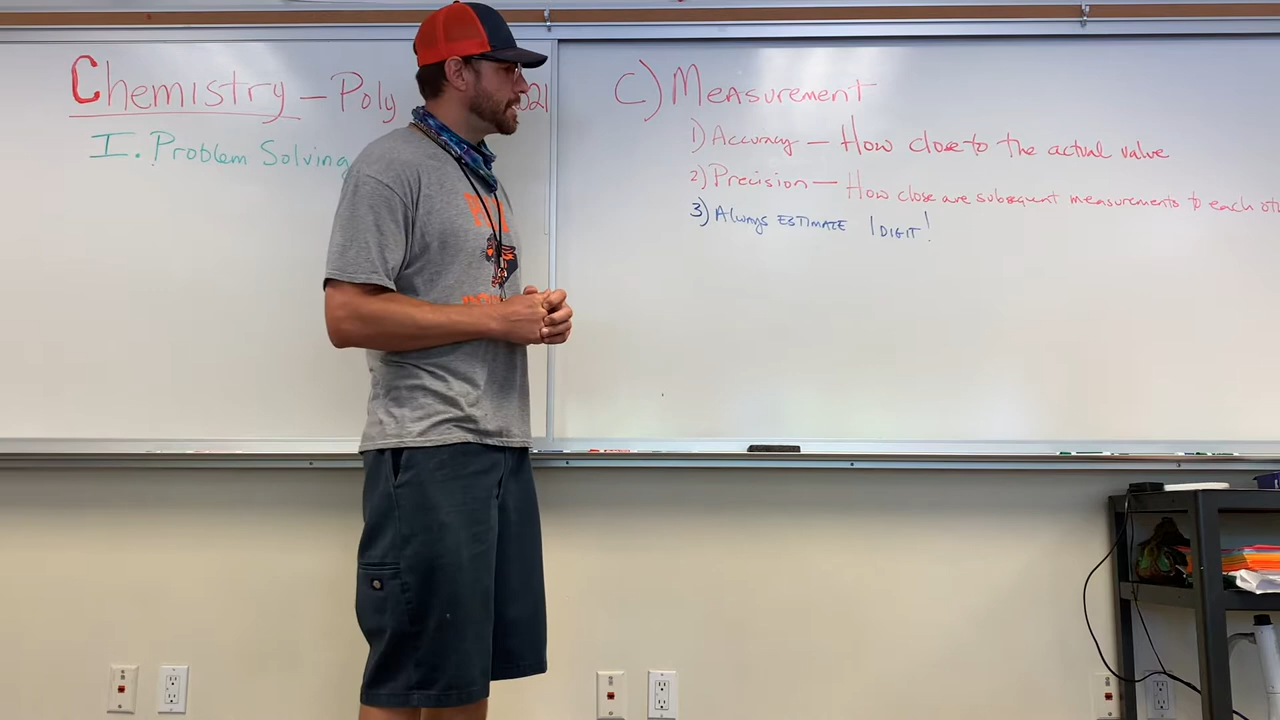 Chemistry - Poly 2021
I. Problem Solving
C) Measurement
1) Accuracy - How close to the actual value
2) Precision - How close are subsequent measurements to each
3) Always ESTIMATE 1 DIGIT!